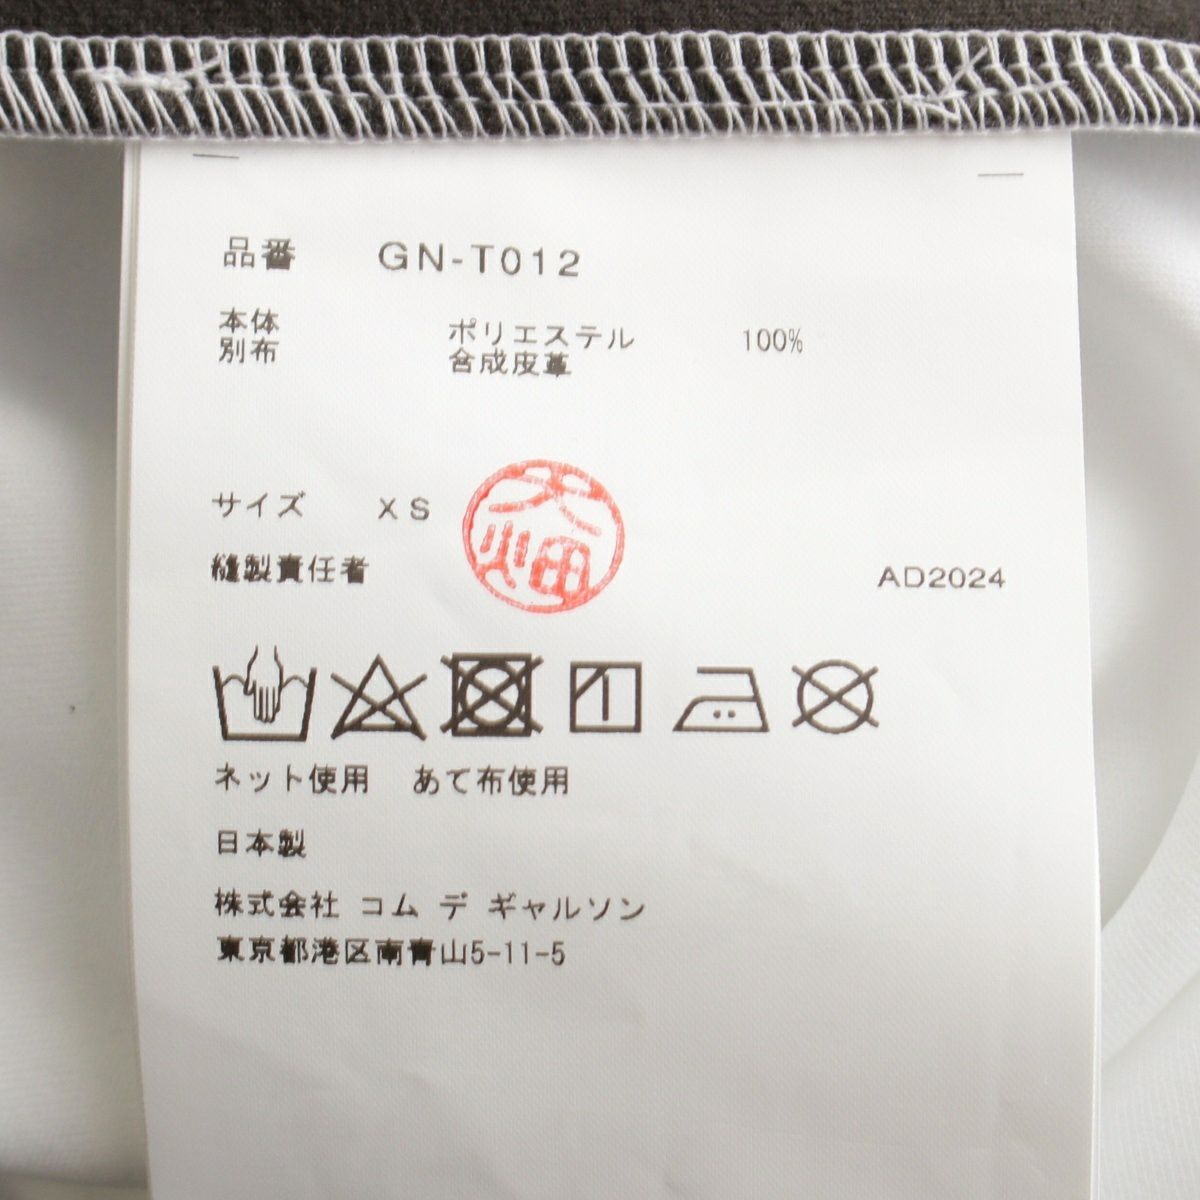 品番 GN-T012
本体 ポリエステル 100%
別布 合成皮革
サイズ XS
大畑
縫製責任者 AD2024
ネット使用 あて布使用
日本製
株式会社 コム デ ギャルソン
東京都港区南青山5-11-5